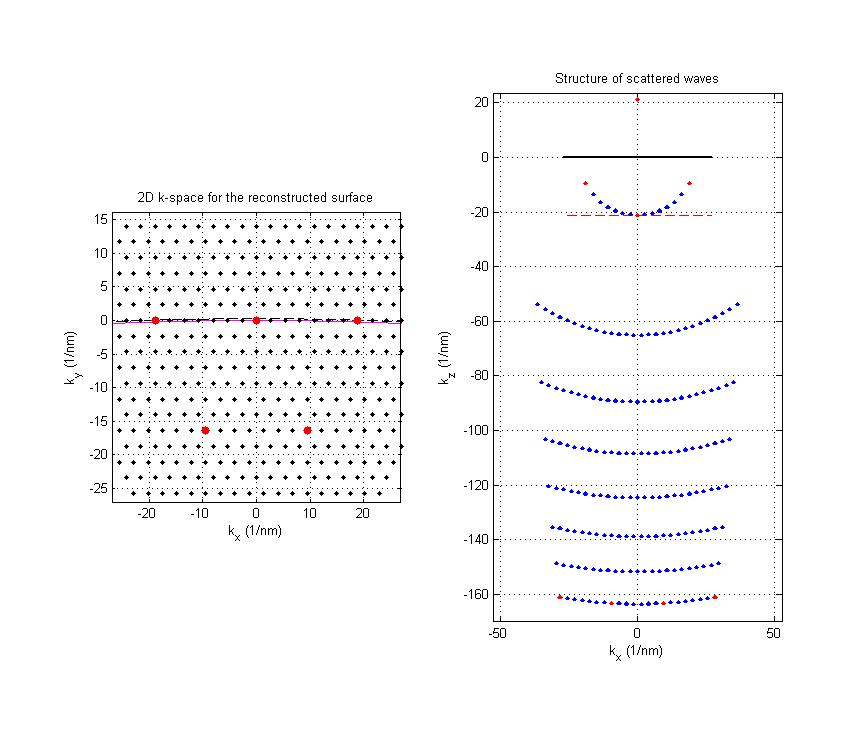 2D k-space for the reconstructed surface
15
10
5
0
-5
-10
-15
-20
-25
k_y (1/nm)
-20 -10 0 10 20
k_x (1/nm)
Structure of scattered waves
20
0
-20
-40
-60
-80
-100
-120
-140
-160
k_z (1/nm)
-50 0 50
k_x (1/nm)